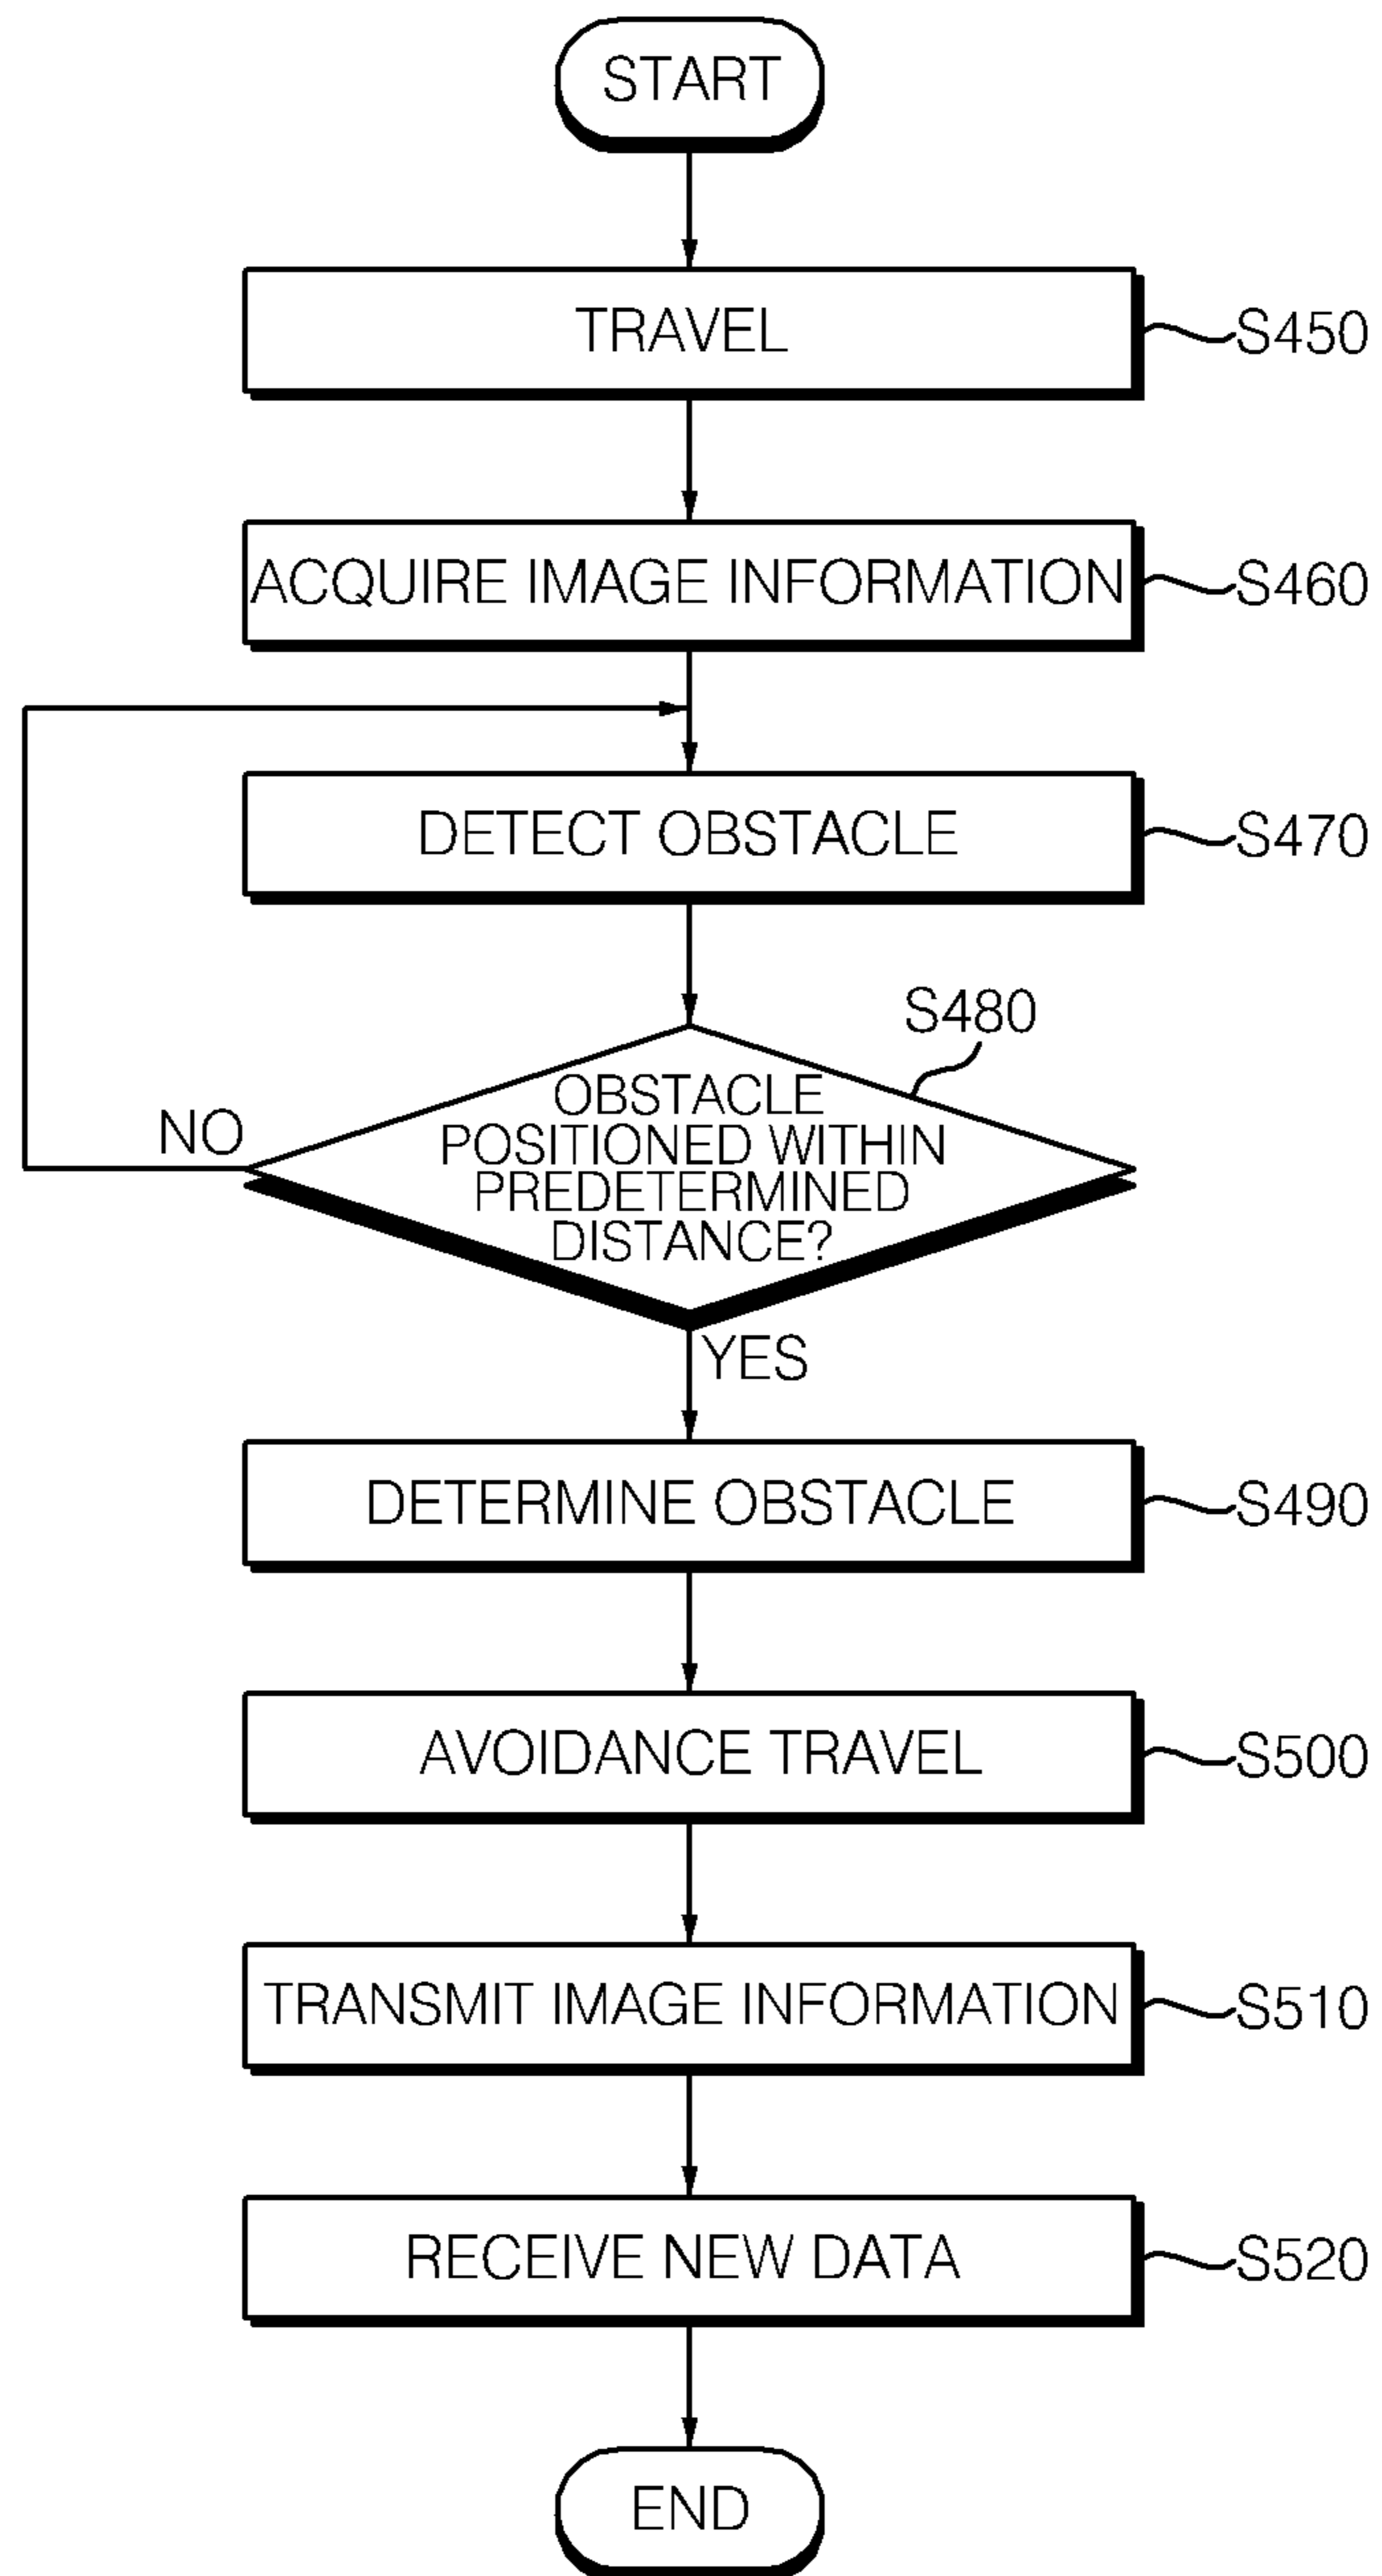 START
TRAVEL
S450
ACQUIRE IMAGE INFORMATION
S460
DETECT OBSTACLE
S470
S480
OBSTACLE
POSITIONED WITHIN
PREDETERMINED
DISTANCE?
NO
YES
DETERMINE OBSTACLE
S490
AVOIDANCE TRAVEL
S500
TRANSMIT IMAGE INFORMATION
S510
RECEIVE NEW DATA
S520
END